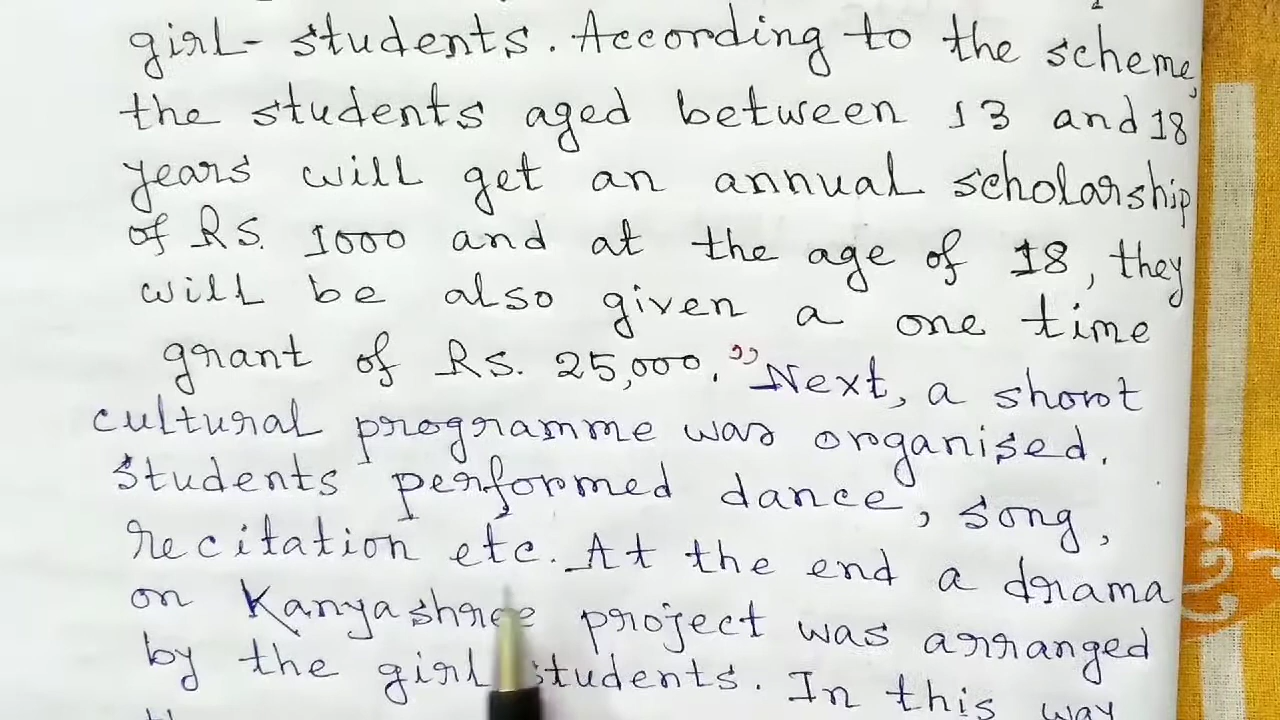 girl- students. According to the scheme,
the students aged between 13 and 18
years will get an annual scholarship
of Rs. 1000 and at the age of 18, they
will be also given a one time
grant of Rs. 25,000." Next, a short
cultural programme was organised.
Students performed dance, song,
recitation etc. At the end a drama
on Kanyashree project was arranged
by the girl students. In this way